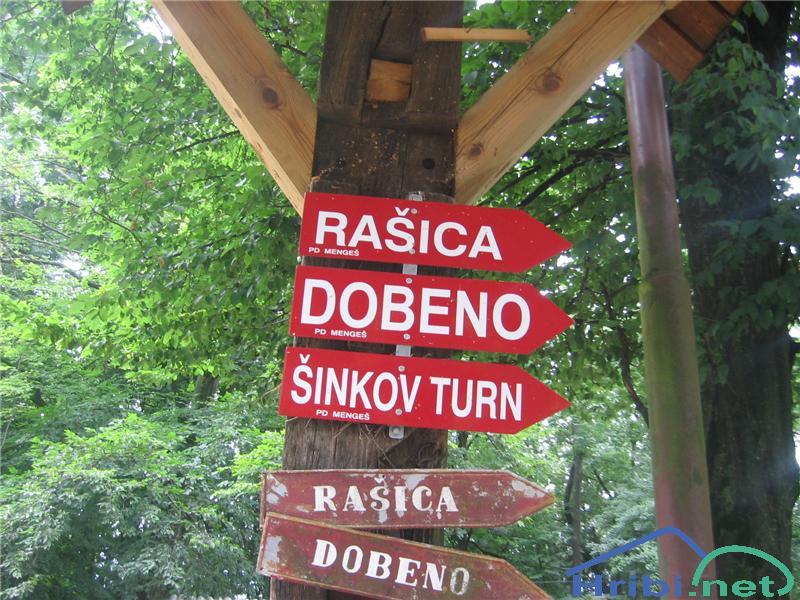 RAŠICA
PD MENGEŠ
DOBENO
PD MENGEŠ
ŠINKOV TURN
PD MENGEŠ
RAŠICA
DOBENO
Hribi.net